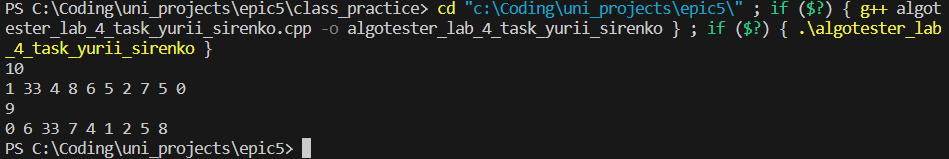 PS C:\Coding\uni_projects\epic5\class_practice> cd "c:\Coding\uni_projects\epic5\" ; if ($?) { g++ algot
ester_lab_4_task_yurii_sirenko.cpp -o algotester_lab_4_task_yurii_sirenko } ; if ($?) { .\algotester_lab
_4_task_yurii_sirenko }
10
1 33 4 8 6 5 2 7 5 0
9
0 6 33 7 4 1 2 5 8
PS C:\Coding\uni_projects\epic5>